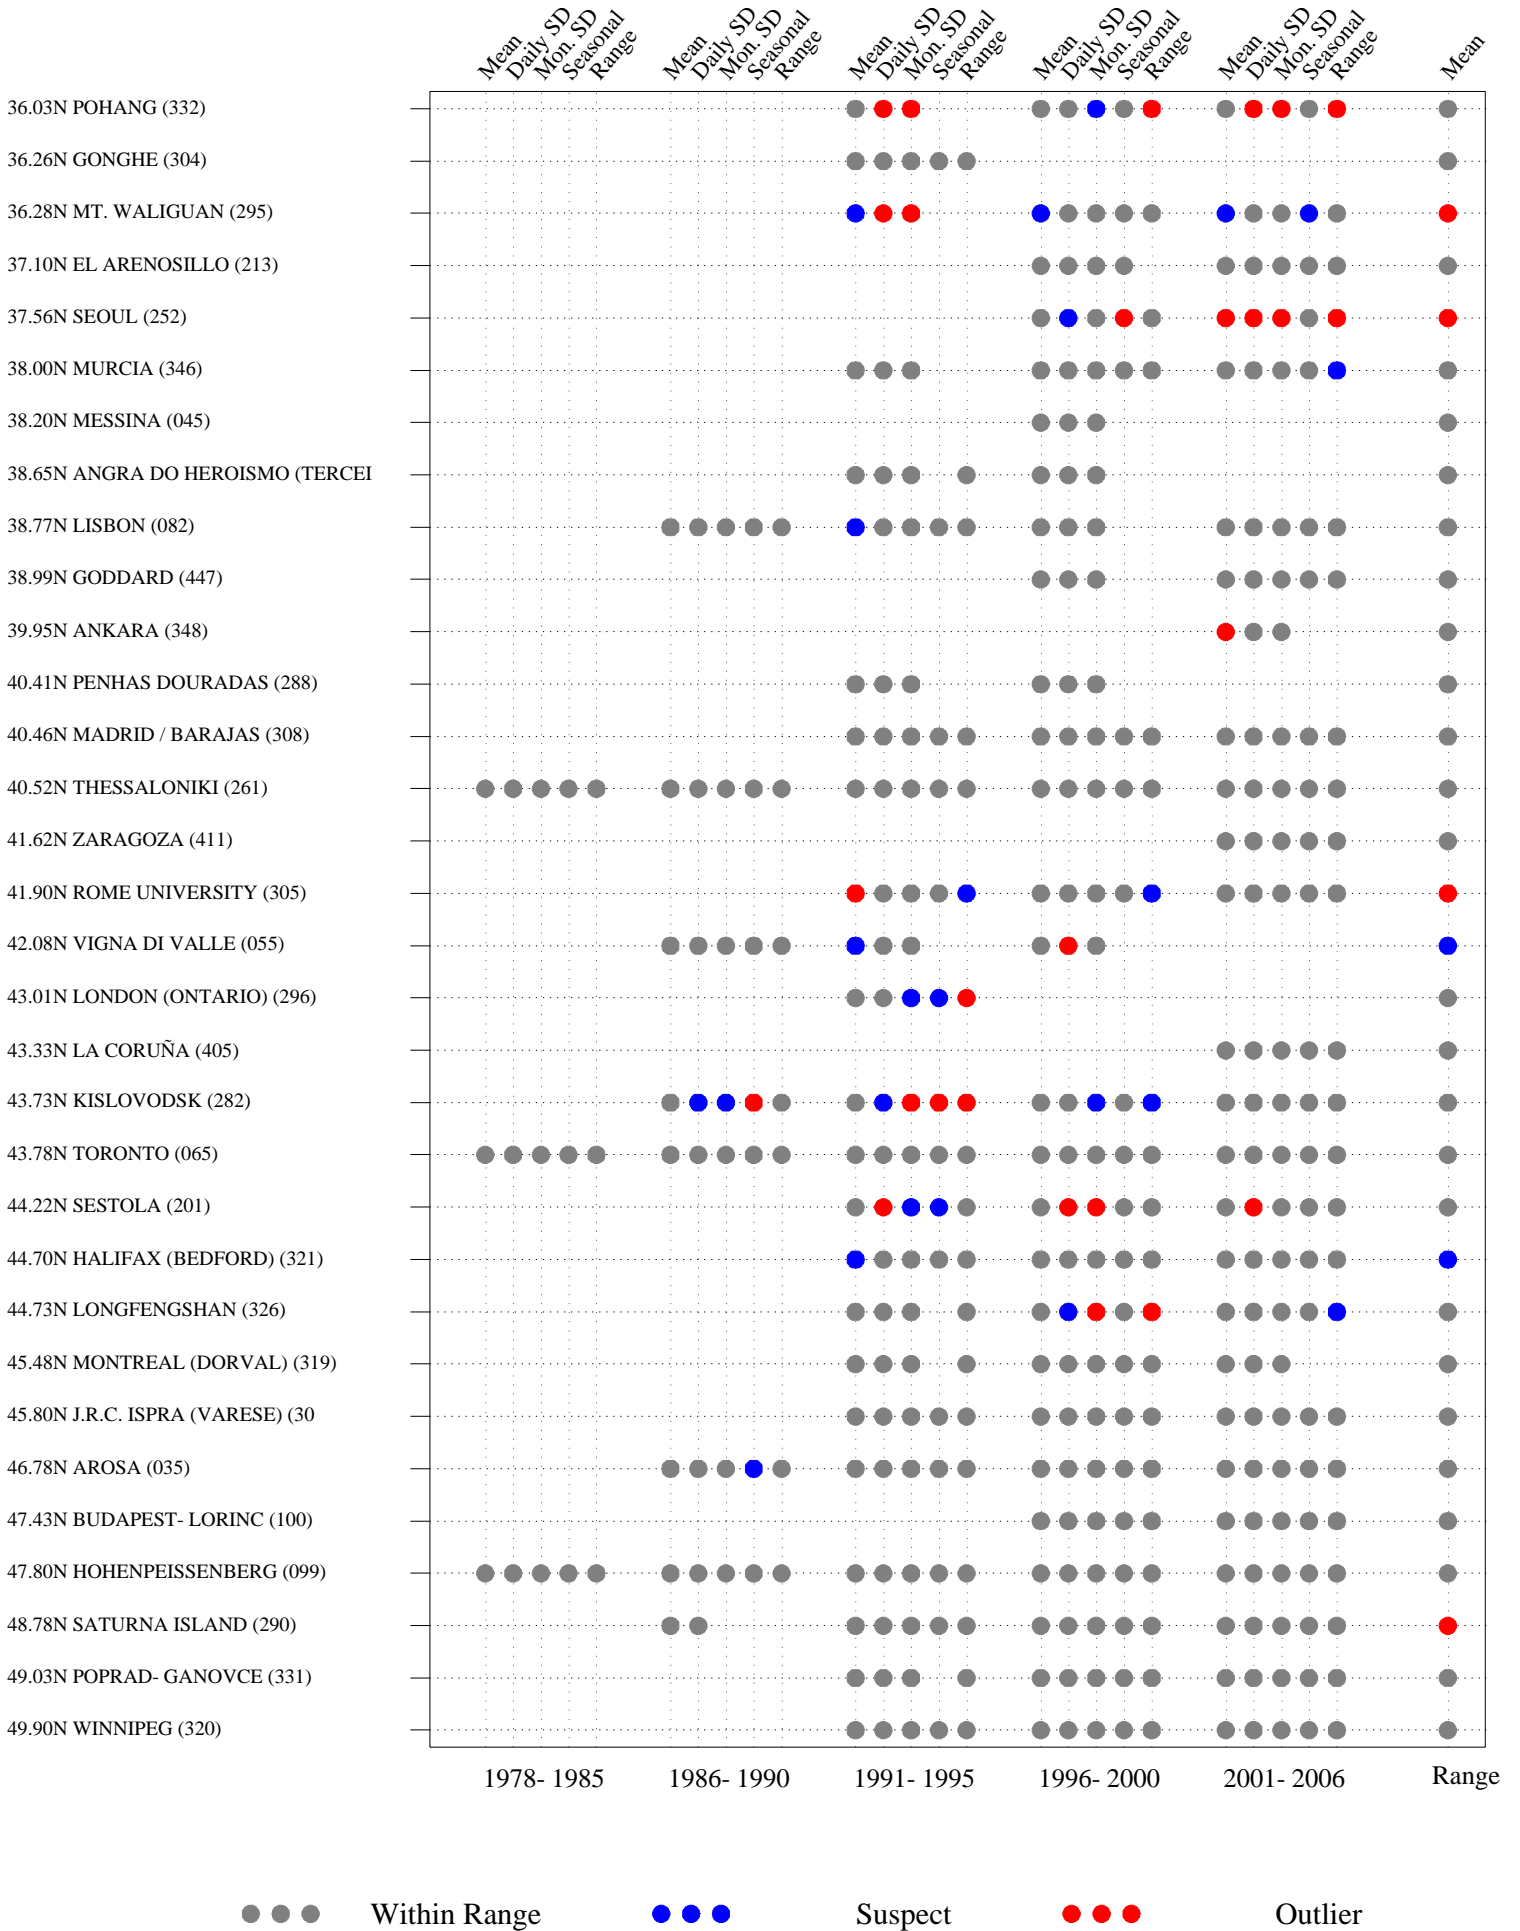 Mean Daily SD Mon. SD Seasonal Range Mean Daily SD Mon. SD Seasonal Range Mean Daily SD Mon. SD Seasonal Range Mean Daily SD Mon. SD Seasonal Range Mean Daily SD Mon. SD Seasonal Range Mean
36.03N POHANG (332)
36.26N GONGHE (304)
36.28N MT. WALIGUAN (295)
37.10N EL ARENOSILLO (213)
37.56N SEOUL (252)
38.00N MURCIA (346)
38.20N MESSINA (045)
38.65N ANGRA DO HEROISMO (TERCEI
38.77N LISBON (082)
38.99N GODDARD (447)
39.95N ANKARA (348)
40.41N PENHAS DOURADAS (288)
40.46N MADRID / BARAJAS (308)
40.52N THESSALONIKI (261)
41.62N ZARAGOZA (411)
41.90N ROME UNIVERSITY (305)
42.08N VIGNA DI VALLE (055)
43.01N LONDON (ONTARIO) (296)
43.33N LA CORUÑA (405)
43.73N KISLOVODSK (282)
43.78N TORONTO (065)
44.22N SESTOLA (201)
44.70N HALIFAX (BEDFORD) (321)
44.73N LONGFENGSHAN (326)
45.48N MONTREAL (DORVAL) (319)
45.80N J.R.C. ISPRA (VARESE) (30
46.78N AROSA (035)
47.43N BUDAPEST- LORINC (100)
47.80N HOHENPEISSENBERG (099)
48.78N SATURNA ISLAND (290)
49.03N POPRAD- GANOVCE (331)
49.90N WINNIPEG (320)
1978- 1985 1986- 1990 1991- 1995 1996- 2000 2001- 2006 Range
Within Range Suspect Outlier